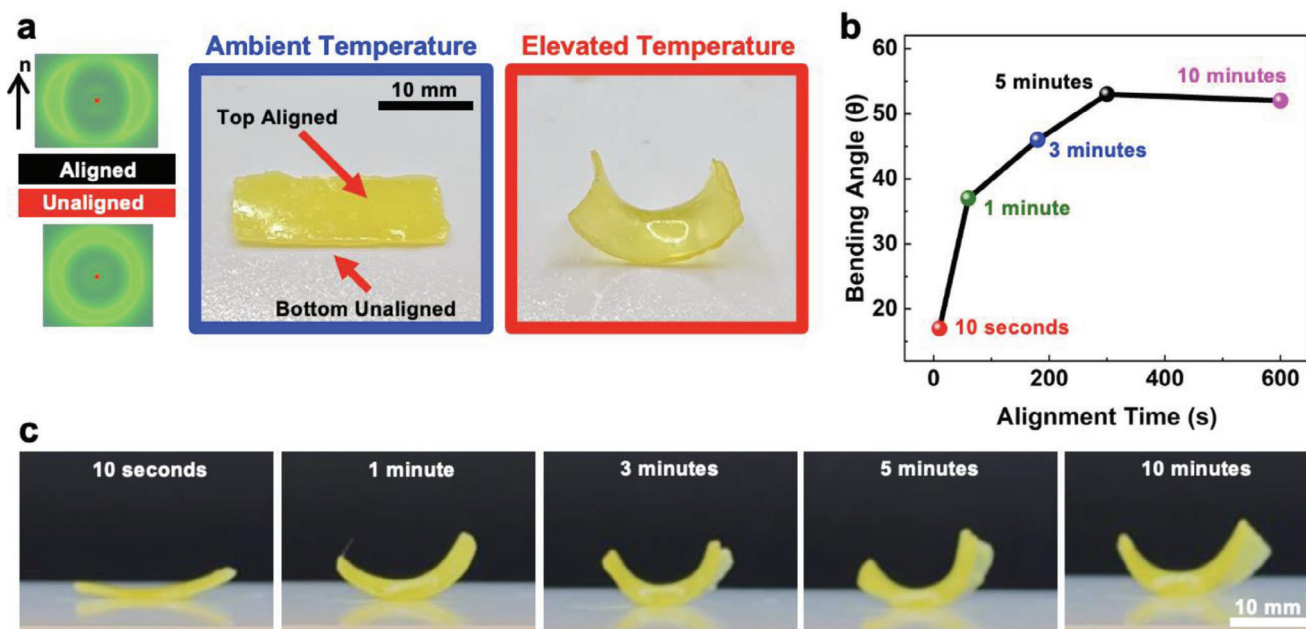 a
n
Aligned
Unaligned
Ambient Temperature
10 mm
Top Aligned
Bottom Unaligned
Elevated Temperature
b
Bending Angle (θ)
60
50
40
30
20
5 minutes
10 minutes
3 minutes
1 minute
10 seconds
0
200
400
600
Alignment Time (s)
c
10 seconds
1 minute
3 minutes
5 minutes
10 minutes
10 mm